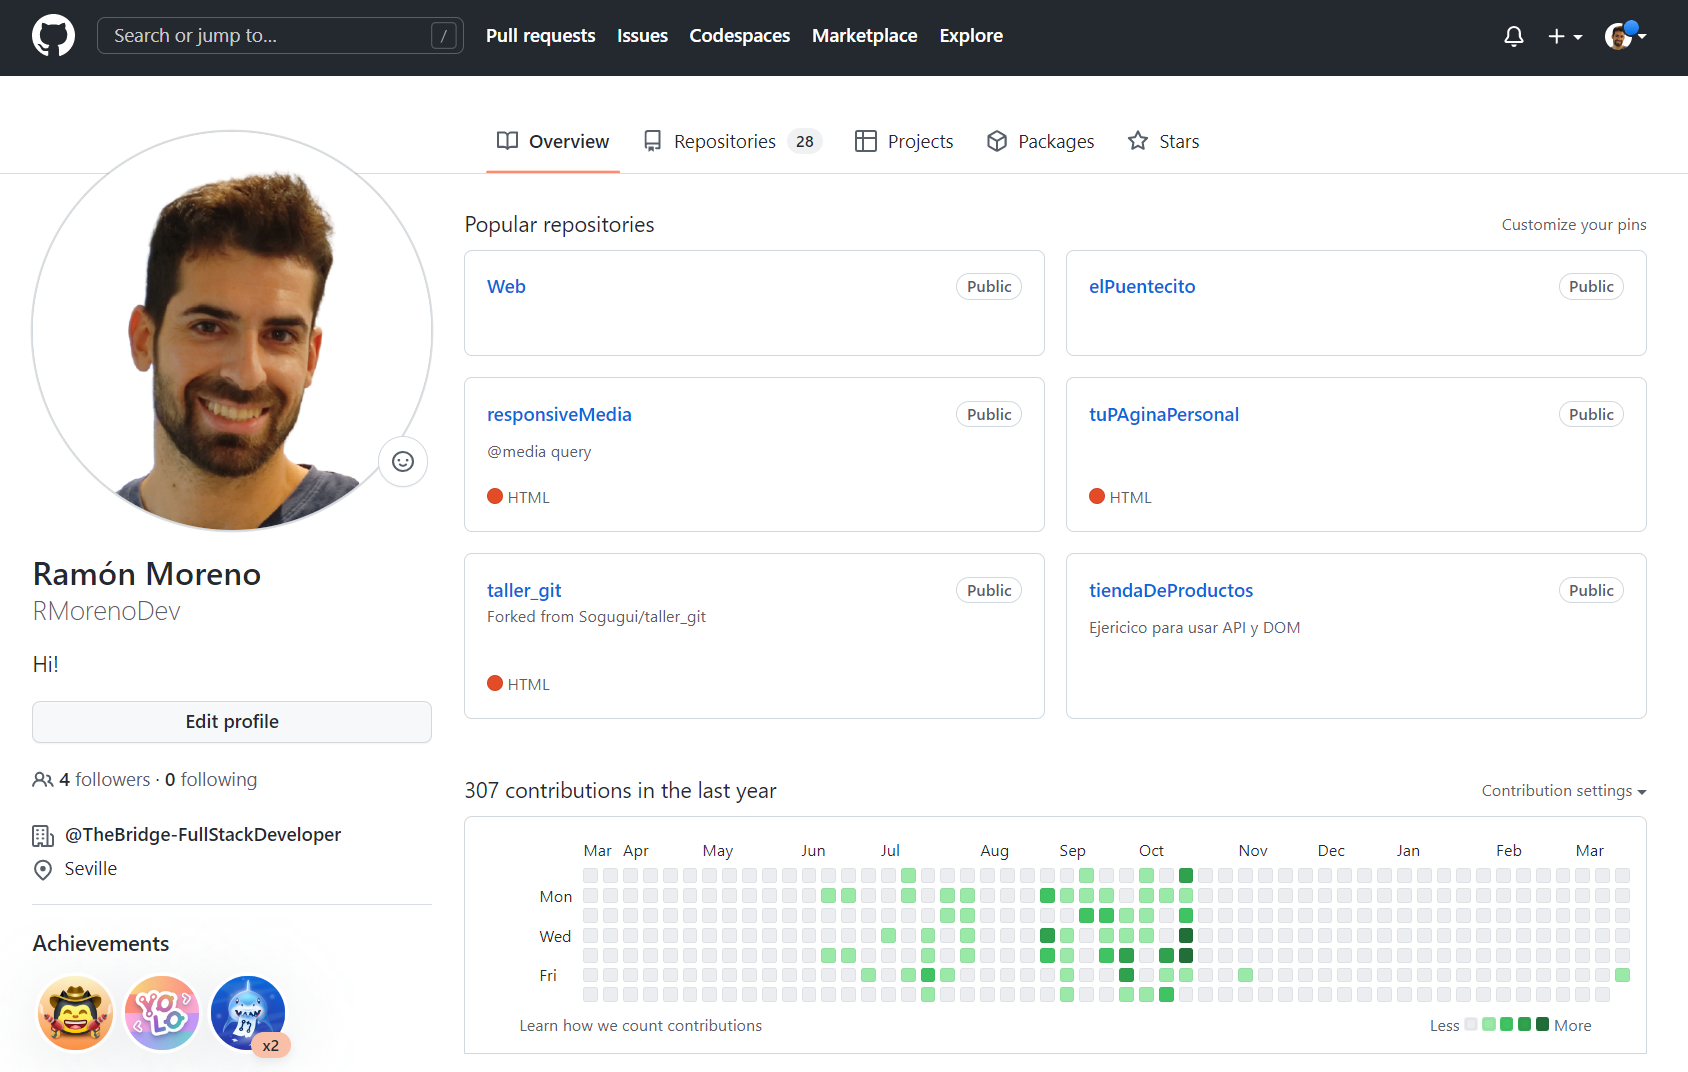 Search or jump to... / Pull requests Issues Codespaces Marketplace Explore
Overview Repositories 28 Projects Packages Stars
Popular repositories Customize your pins
Web Public
elPuentecito Public
responsiveMedia Public
@media query
HTML
tuPAginaPersonal Public
HTML
taller_git Public
Forked from Sogugui/taller_git
HTML
tiendaDeProductos Public
Ejericico para usar API y DOM
Ramón Moreno
RMorenoDev
Hi!
Edit profile
4 followers · 0 following
@TheBridge-FullStackDeveloper
Seville
Achievements
YOLO
x2
307 contributions in the last year Contribution settings
Mar Apr May Jun Jul Aug Sep Oct Nov Dec Jan Feb Mar
Mon
Wed
Fri
Learn how we count contributions Less More